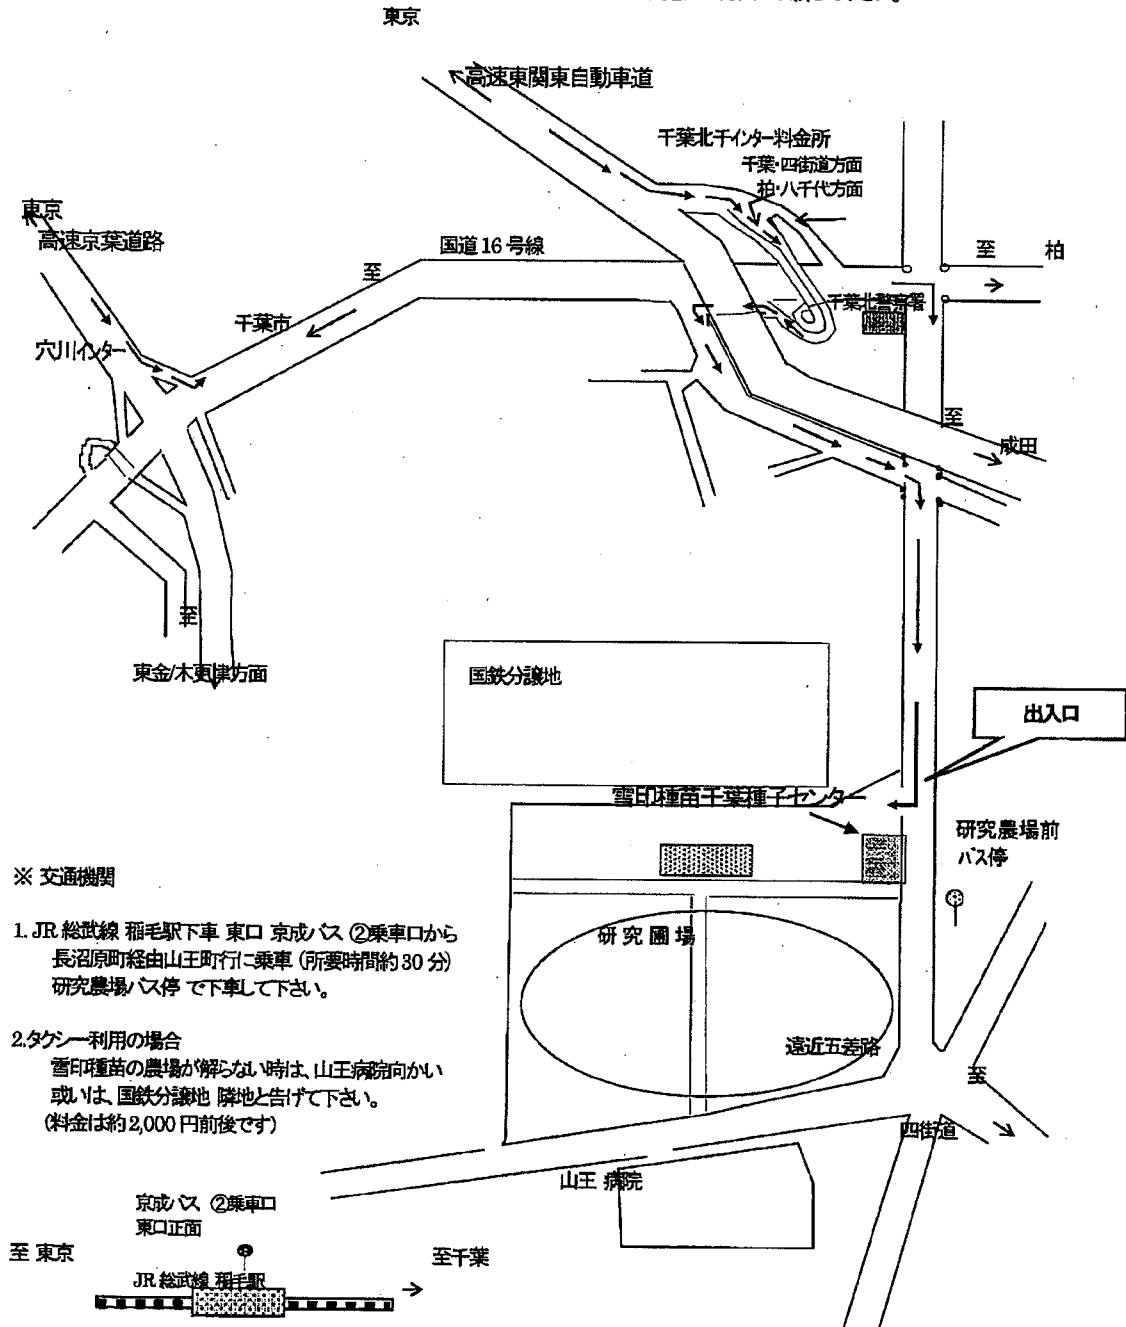 東京
高速東関東自動車道
千葉北千インター料金所
千葉・四街道方面
柏・八千代方面
東京
高速京葉道路
国道16号線
至
至 柏
千葉市
千葉北警察署
穴川インター
至
成田
至
東金/木更津方面
国鉄分譲地
出入口
雪印種苗千葉種子センター
研究農場前
バス停
※ 交通機関
1. JR 総武線 稲毛駅下車 東口 京成バス ②乗車口から
長沼原町経由山王町行に乗車 (所要時間約30分)
研究農場バス停 で下車して下さい。
研究圃場
2.タクシー利用の場合
雪印種苗の農場が解らない時は、山王病院向かい
或いは、国鉄分譲地 隣地と告げて下さい。
(料金は約2,000円前後です)
遠近五差路
至
四街道
山王 病院
京成バス ②乗車口
東口正面
至 東京
至千葉
JR 総武線 稲毛駅